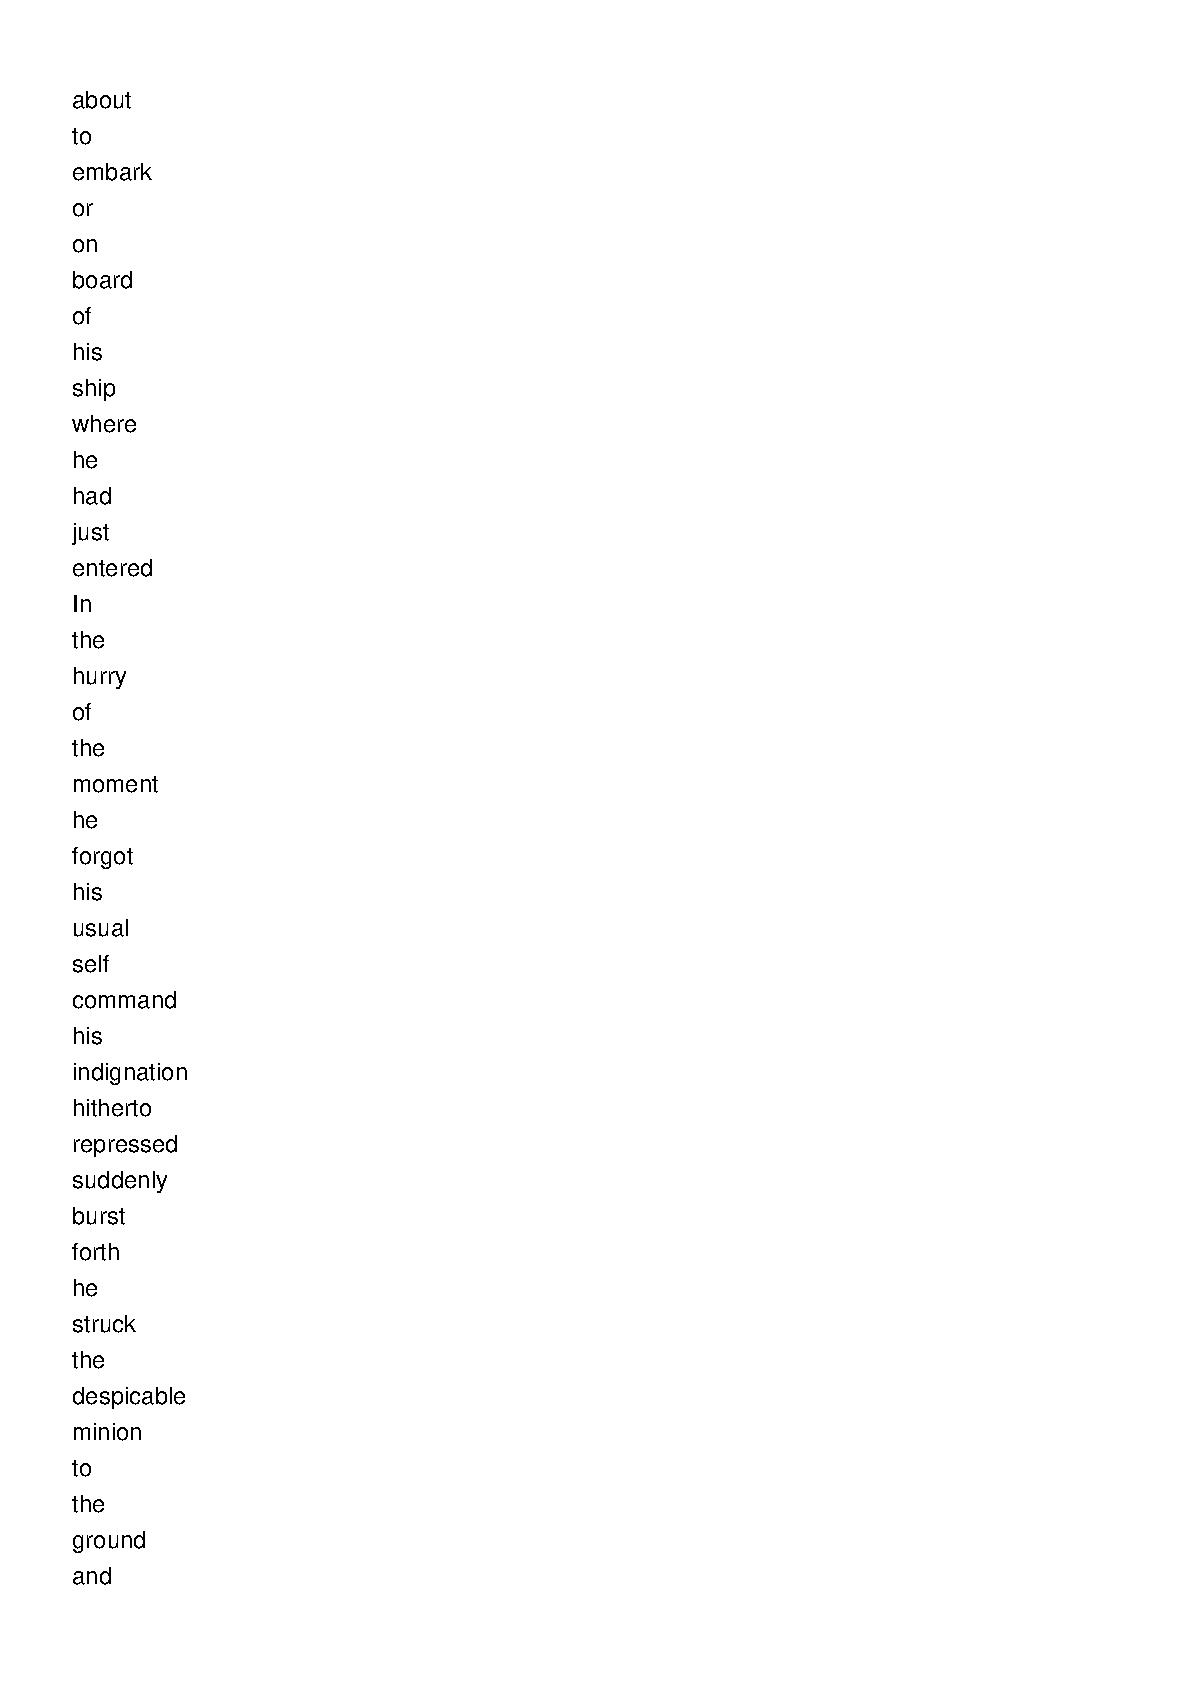 about
to
embark
or
on
board
of
his
ship
where
he
had
just
entered
In
the
hurry
of
the
moment
he
forgot
his
usual
self
command
his
indignation
hitherto
repressed
suddenly
burst
forth
he
struck
the
despicable
minion
to
the
ground
and